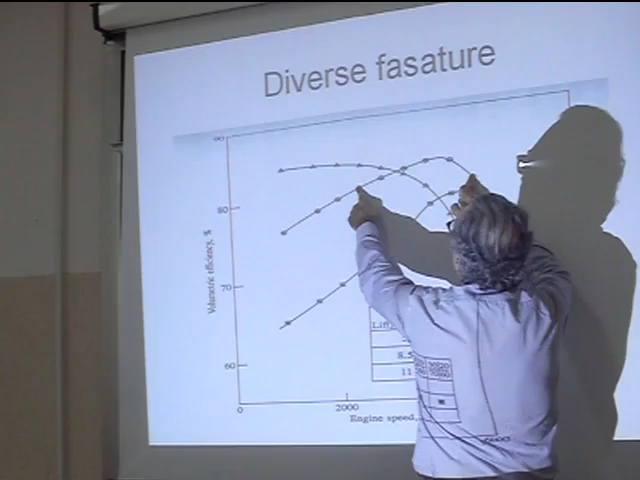 Diverse fasature
90
80
70
60
Volumetric efficiency, %
0
2000
Engine speed,
Lift,
8.5
11